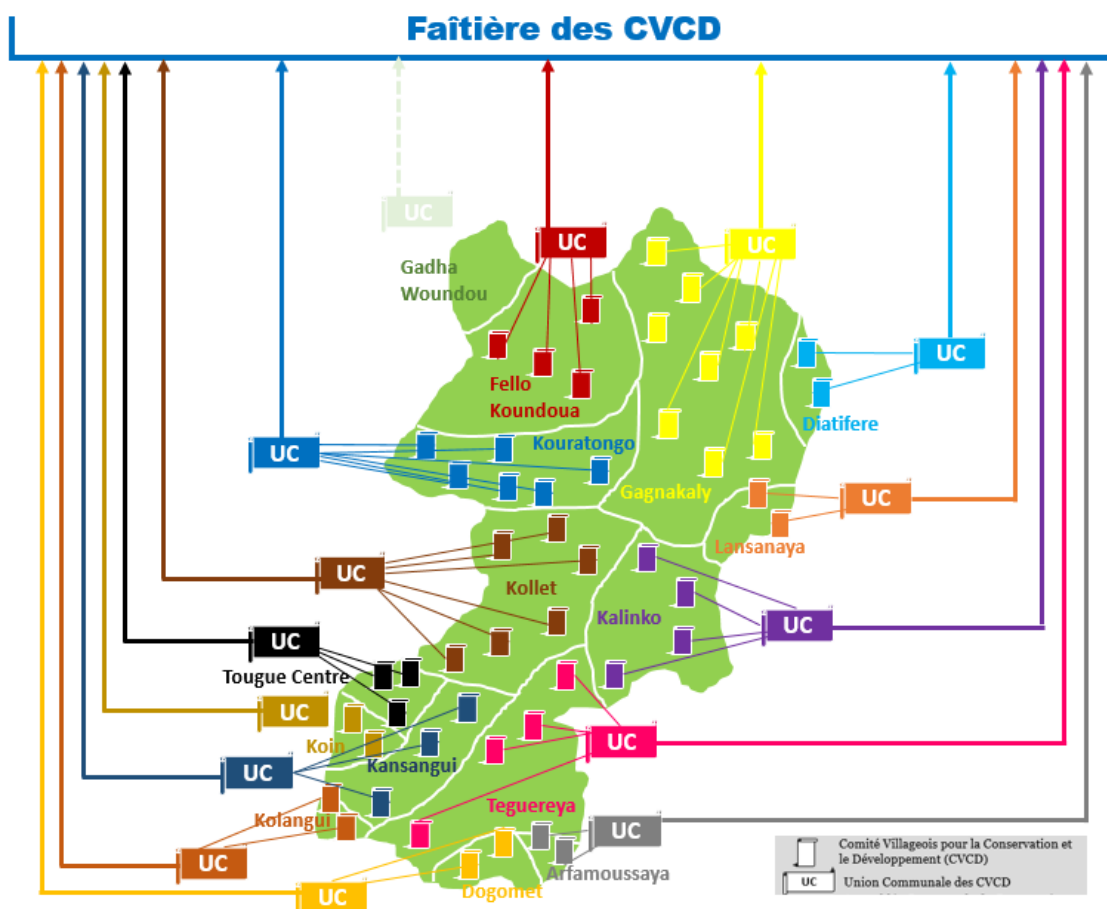 Faîtière des CVCD
UC
UC
UC
Gadha
Woundou
UC
Fello
Koundoua
Diatifere
UC
Kouratongo
Gagnakaly
UC
Lansanaya
UC
Kollet
Kalinko
UC
UC
Tougue Centre
UC
UC
Koin
Kansangui
UC
Teguereya
Kolangui
UC
UC
Arfamoussaya
Dogomet
UC
Comité Villageois pour la Conservation et
le Développement (CVCD)
UC
Union Communale des CVCD